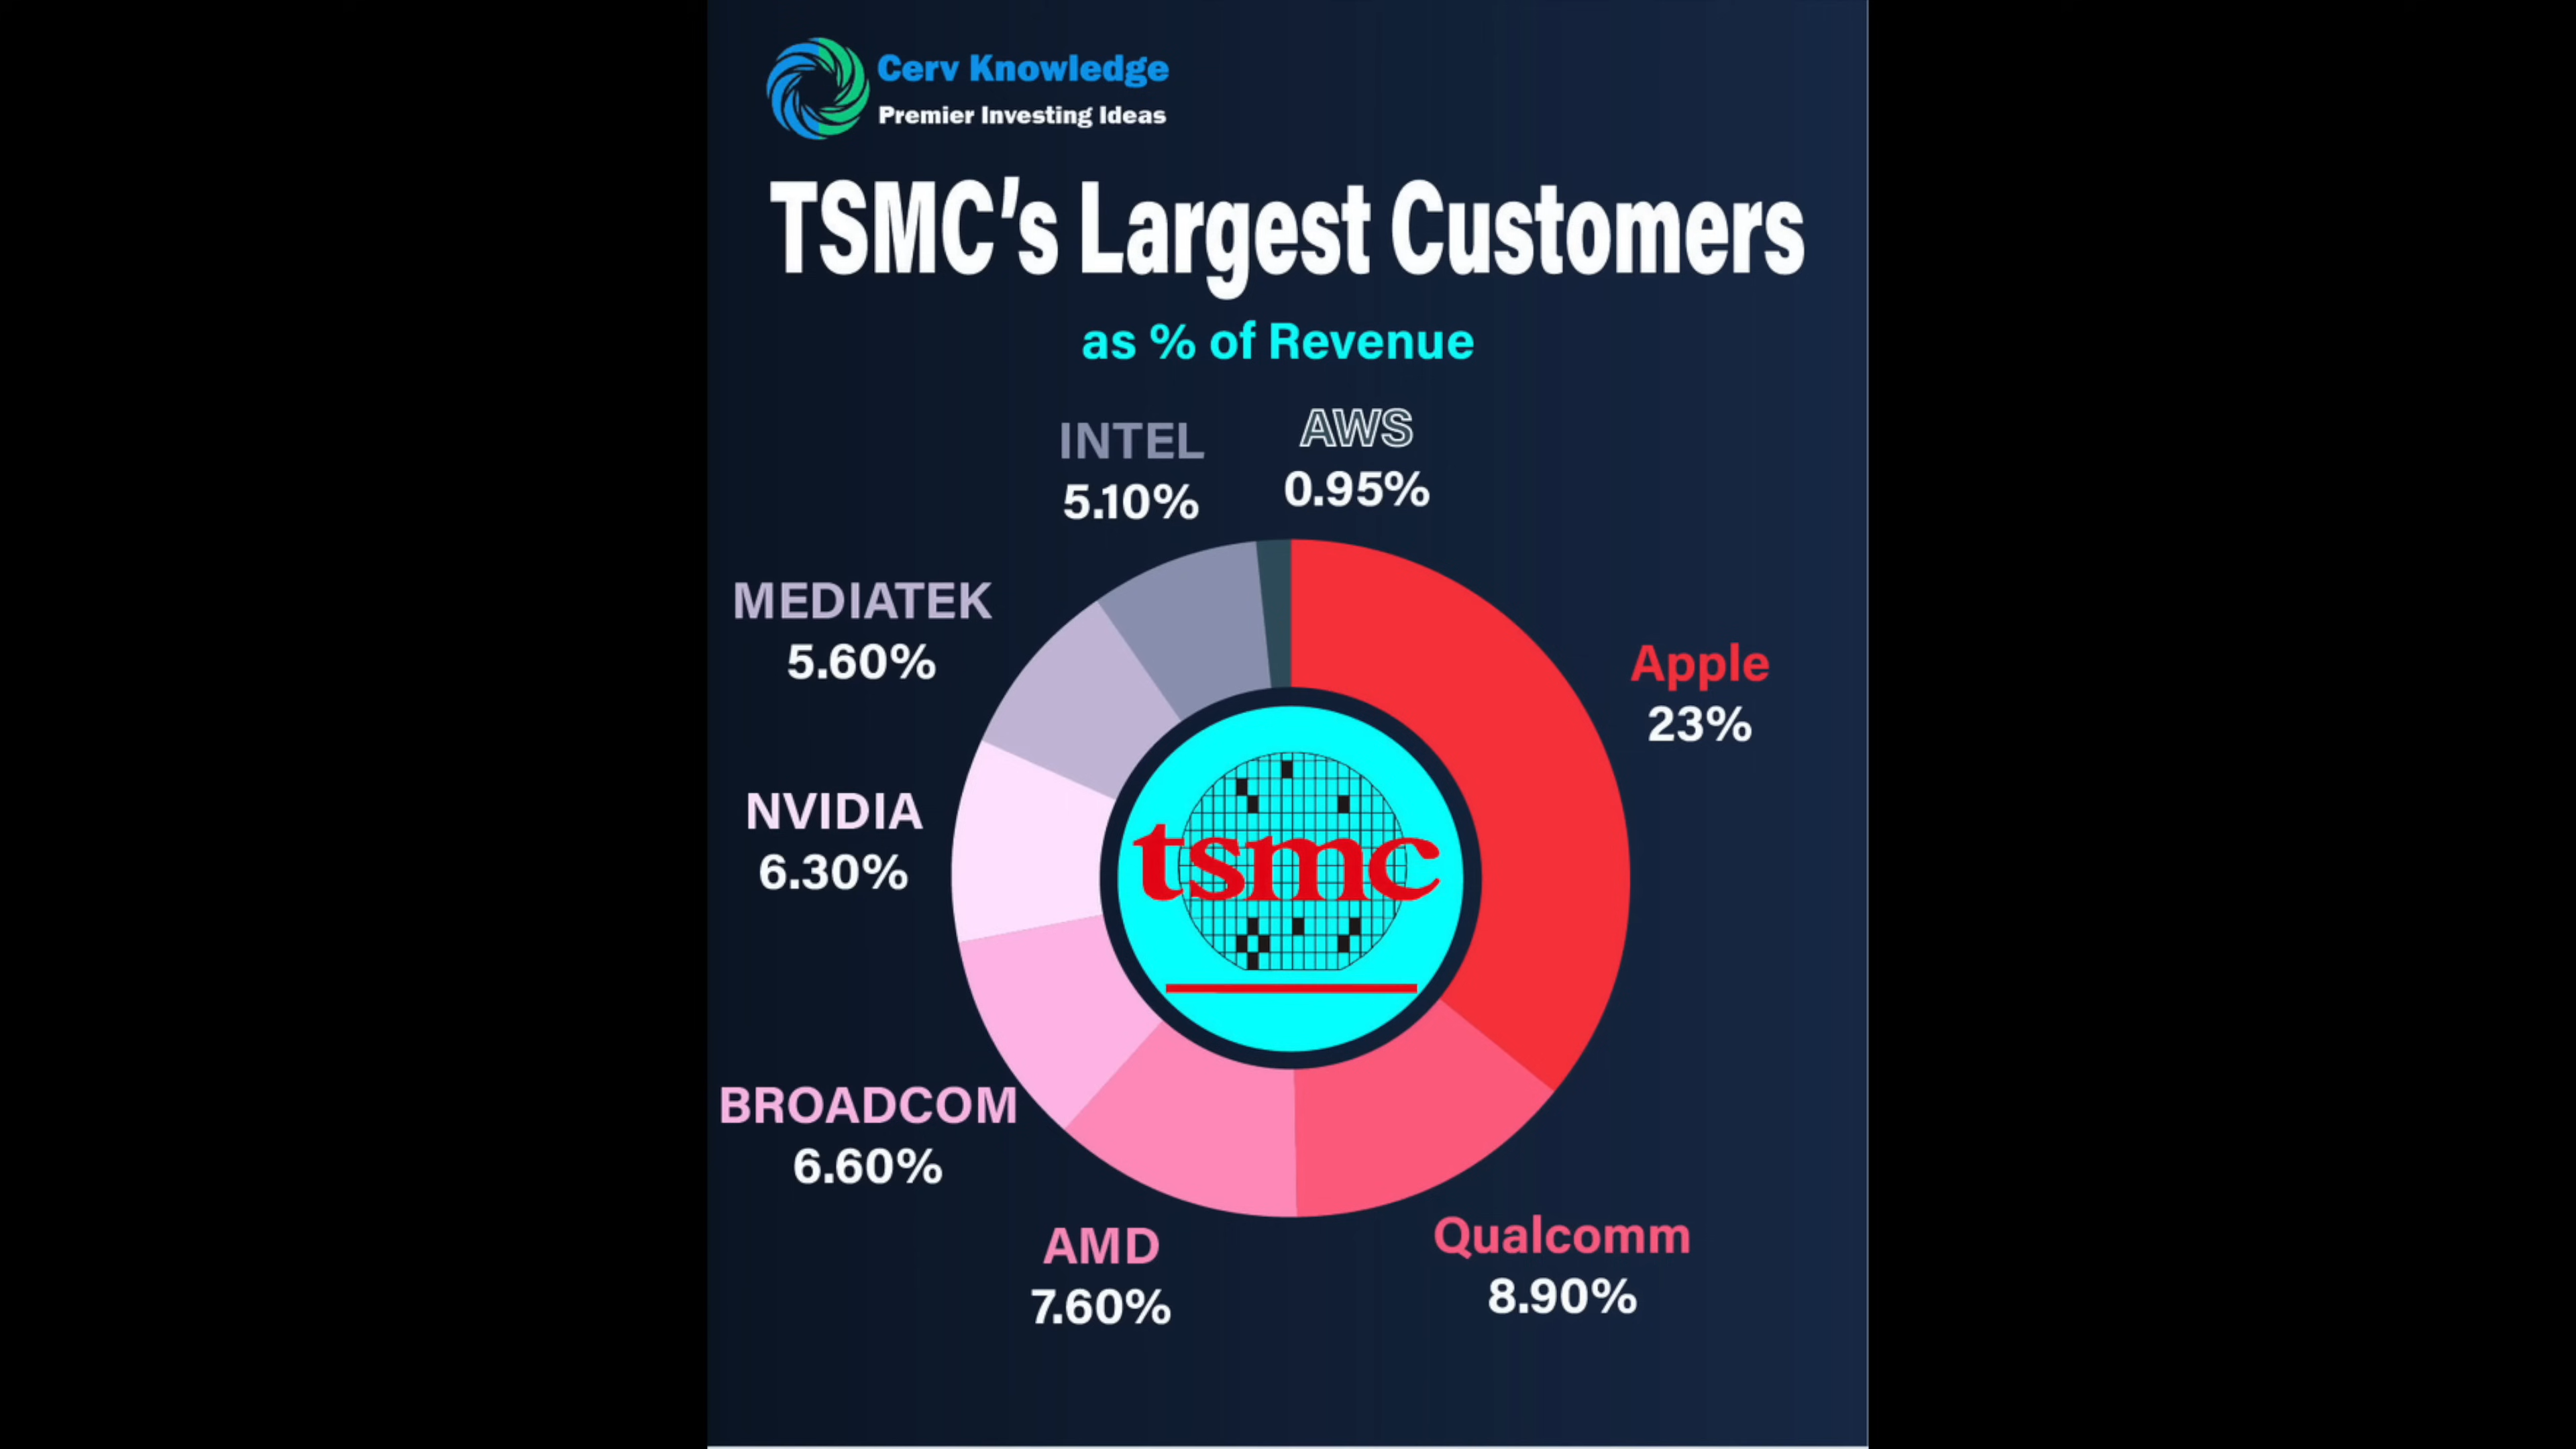 Cerv Knowledge
Premier Investing Ideas
TSMC's Largest Customers
as % of Revenue
INTEL
5.10%
AWS
0.95%
MEDIATEK
5.60%
Apple
23%
NVIDIA
6.30%
tsmc
BROADCOM
6.60%
AMD
7.60%
Qualcomm
8.90%